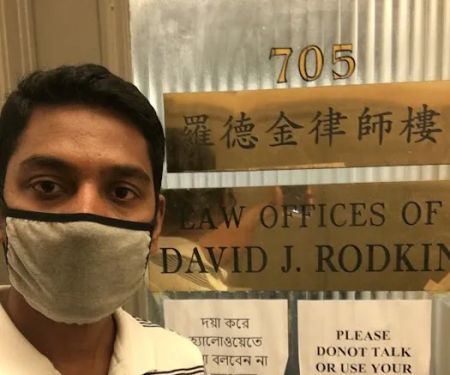 705
羅德金律師樓
LAW OFFICES OF
DAVID J. RODKIN
দয়া করে
হ্যালোওয়েতে
বলবেন না
PLEASE
DONOT TALK
OR USE YOUR